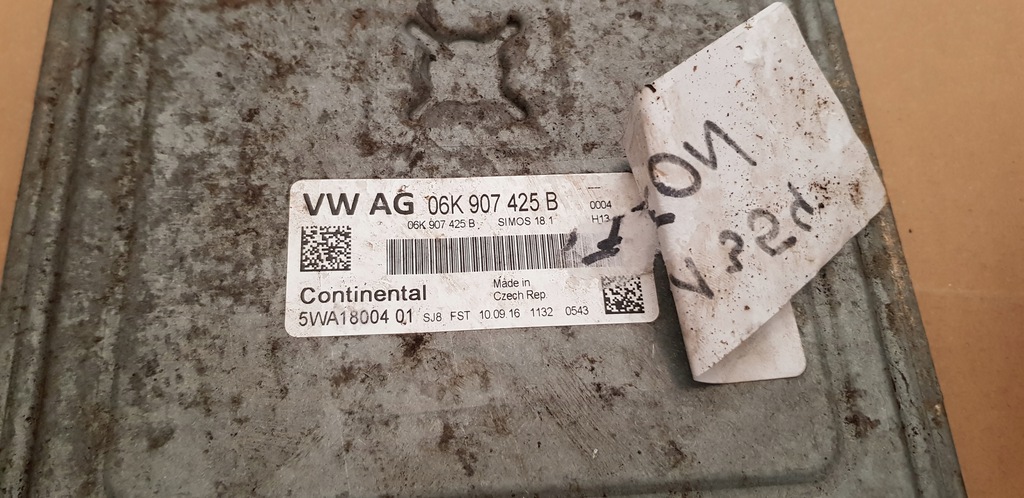 VW AG 06K 907 425 B
0004
06K 907 425 B SIMOS 18.1 H13
Continental
Made in
Czech Rep
5WA18004 01 SJ8 FST 10.09.16 1132 0543